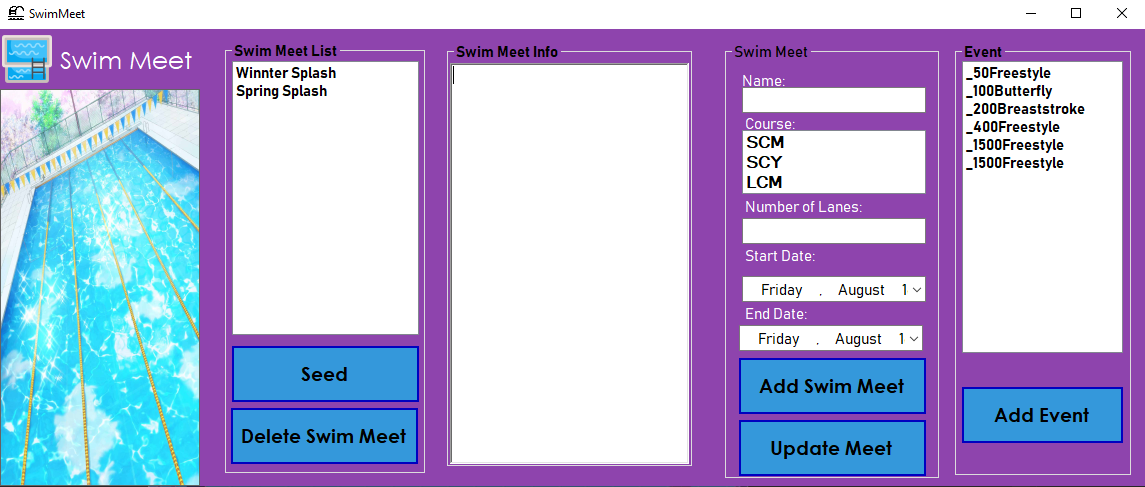 SwimMeet
Swim Meet
Swim Meet List
Winnter Splash
Spring Splash
Seed
Delete Swim Meet
Swim Meet Info
Swim Meet
Name:
Course:
SCM
SCY
LCM
Number of Lanes:
Start Date:
Friday , August 1
End Date:
Friday , August 1
Add Swim Meet
Update Meet
Event
_50Freestyle
_100Butterfly
_200Breaststroke
_400Freestyle
_1500Freestyle
_1500Freestyle
Add Event